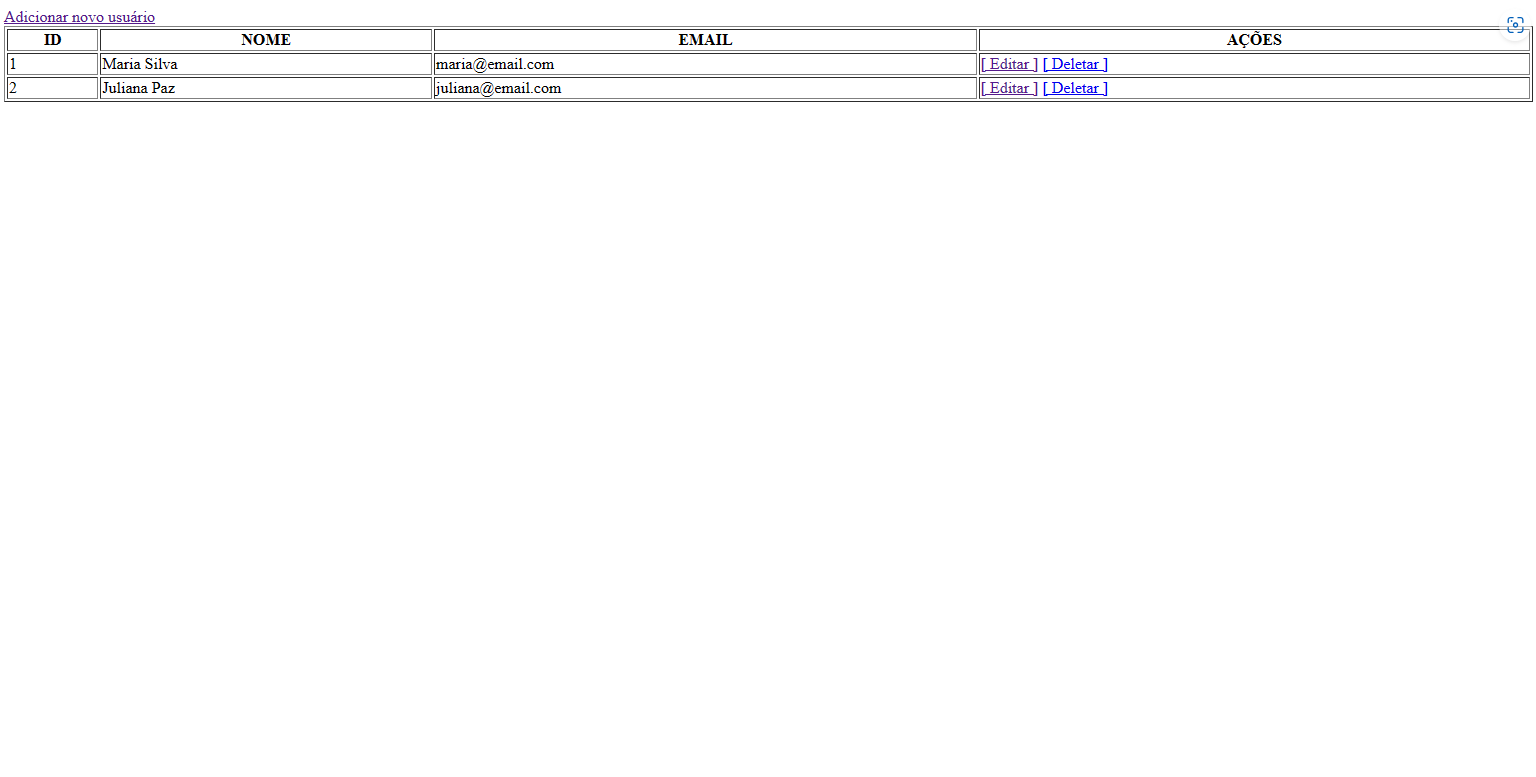 Adicionar novo usuário
ID NOME EMAIL AÇÕES
1 Maria Silva maria@email.com [ Editar ] [ Deletar ]
2 Juliana Paz juliana@email.com [ Editar ] [ Deletar ]